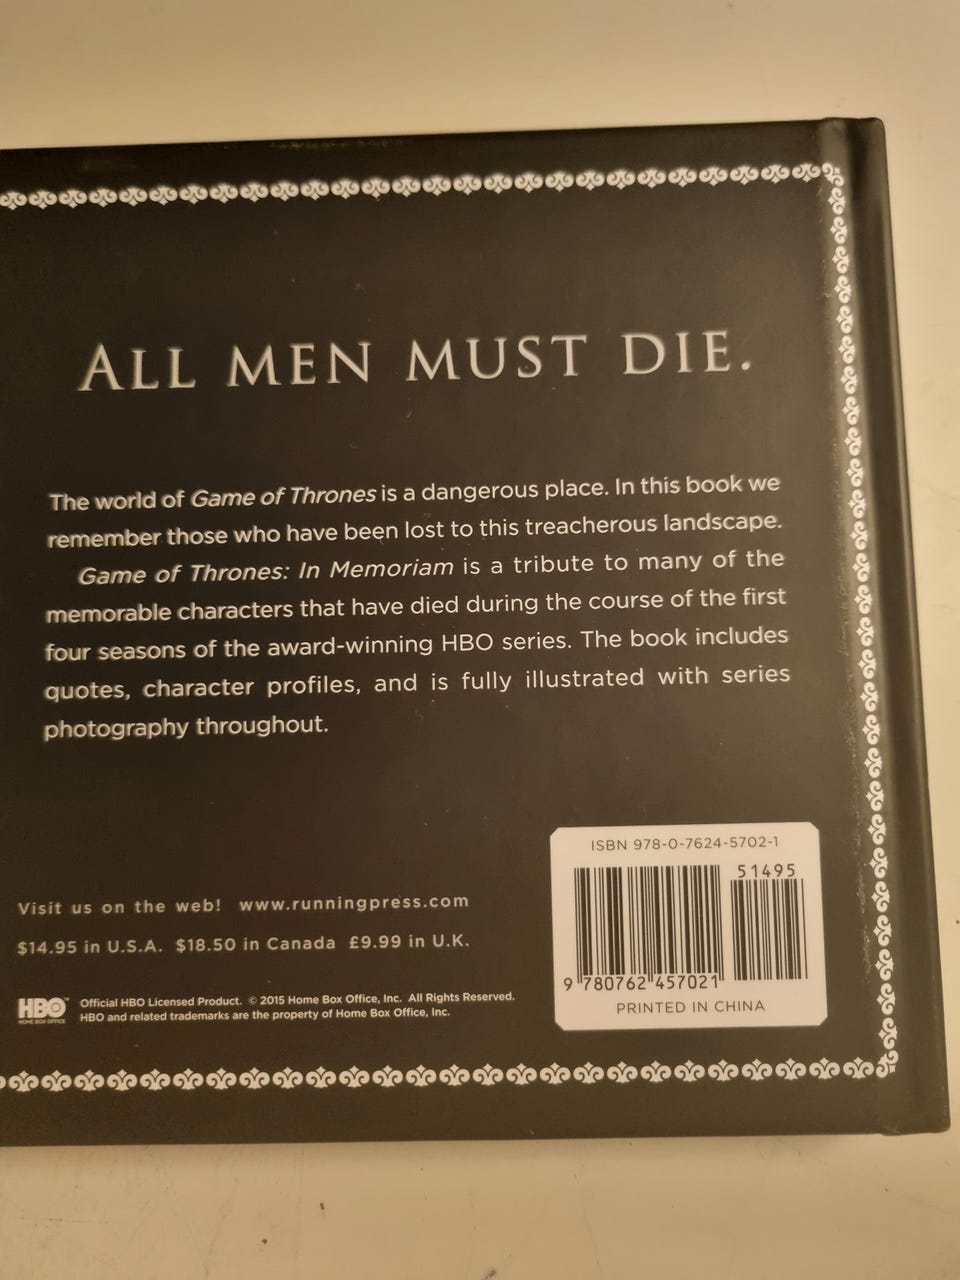 ALL MEN MUST DIE.
The world of Game of Thrones is a dangerous place. In this book we
remember those who have been lost to this treacherous landscape.
Game of Thrones: In Memoriam is a tribute to many of the
memorable characters that have died during the course of the first
four seasons of the award-winning HBO series. The book includes
quotes, character profiles, and is fully illustrated with series
photography throughout.
Visit us on the web! www.runningpress.com
$14.95 in U.S.A. $18.50 in Canada £9.99 in U.K.
HBO™
HOME BOX OFFICE
Official HBO Licensed Product. © 2015 Home Box Office, Inc. All Rights Reserved.
HBO and related trademarks are the property of Home Box Office, Inc.
ISBN 978-0-7624-5702-1
51495
9 780762 457021
PRINTED IN CHINA